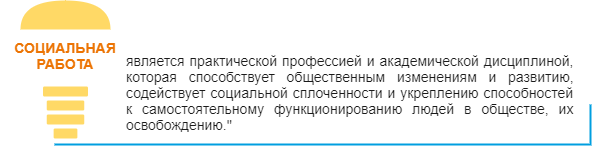 СОЦИАЛЬНАЯ
РАБОТА
является практической профессией и академической дисциплиной,
которая способствует общественным изменениям и развитию,
содействует социальной сплоченности и укреплению способностей
к самостоятельному функционированию людей в обществе, их
освобождению."